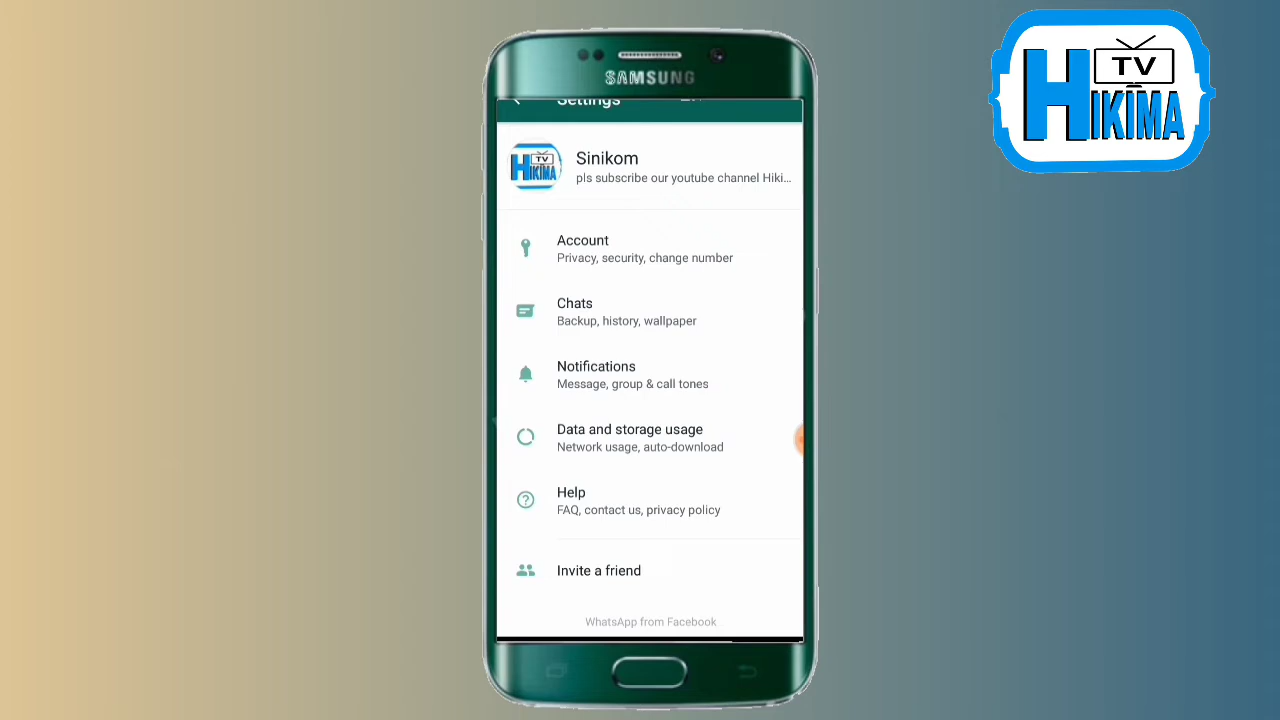 TV
HIKIMA
SAMSUNG
Settings
TV
HIKIMA
Sinikom
pls subscribe our youtube channel Hiki...
Account
Privacy, security, change number
Chats
Backup, history, wallpaper
Notifications
Message, group & call tones
Data and storage usage
Network usage, auto-download
Help
FAQ, contact us, privacy policy
Invite a friend
WhatsApp from Facebook